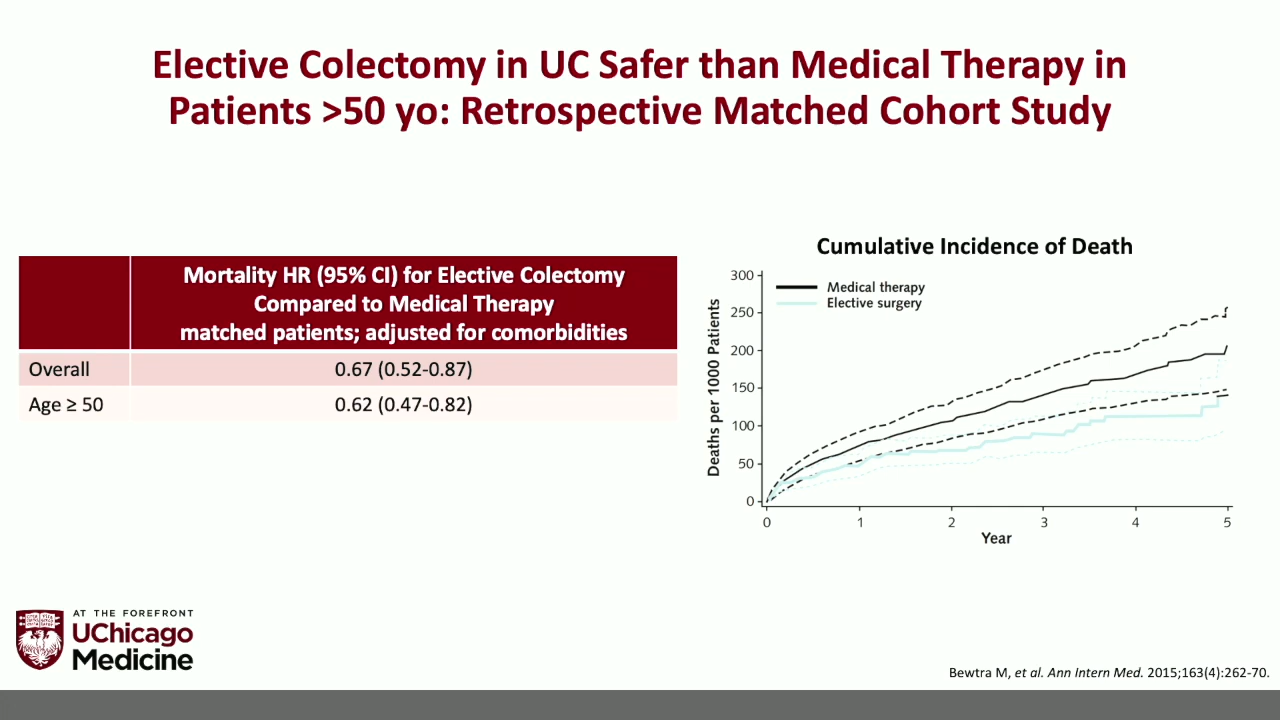 Elective Colectomy in UC Safer than Medical Therapy in
Patients >50 yo: Retrospective Matched Cohort Study
Mortality HR (95% CI) for Elective Colectomy
Compared to Medical Therapy
matched patients; adjusted for comorbidities
Overall 0.67 (0.52-0.87)
Age ≥ 50 0.62 (0.47-0.82)
Cumulative Incidence of Death
Medical therapy
Elective surgery
Deaths per 1000 Patients
300
250
200
150
100
50
0
0 1 2 3 4 5
Year
AT THE FOREFRONT
UChicago
Medicine
Bewtra M, et al. Ann Intern Med. 2015;163(4):262-70.